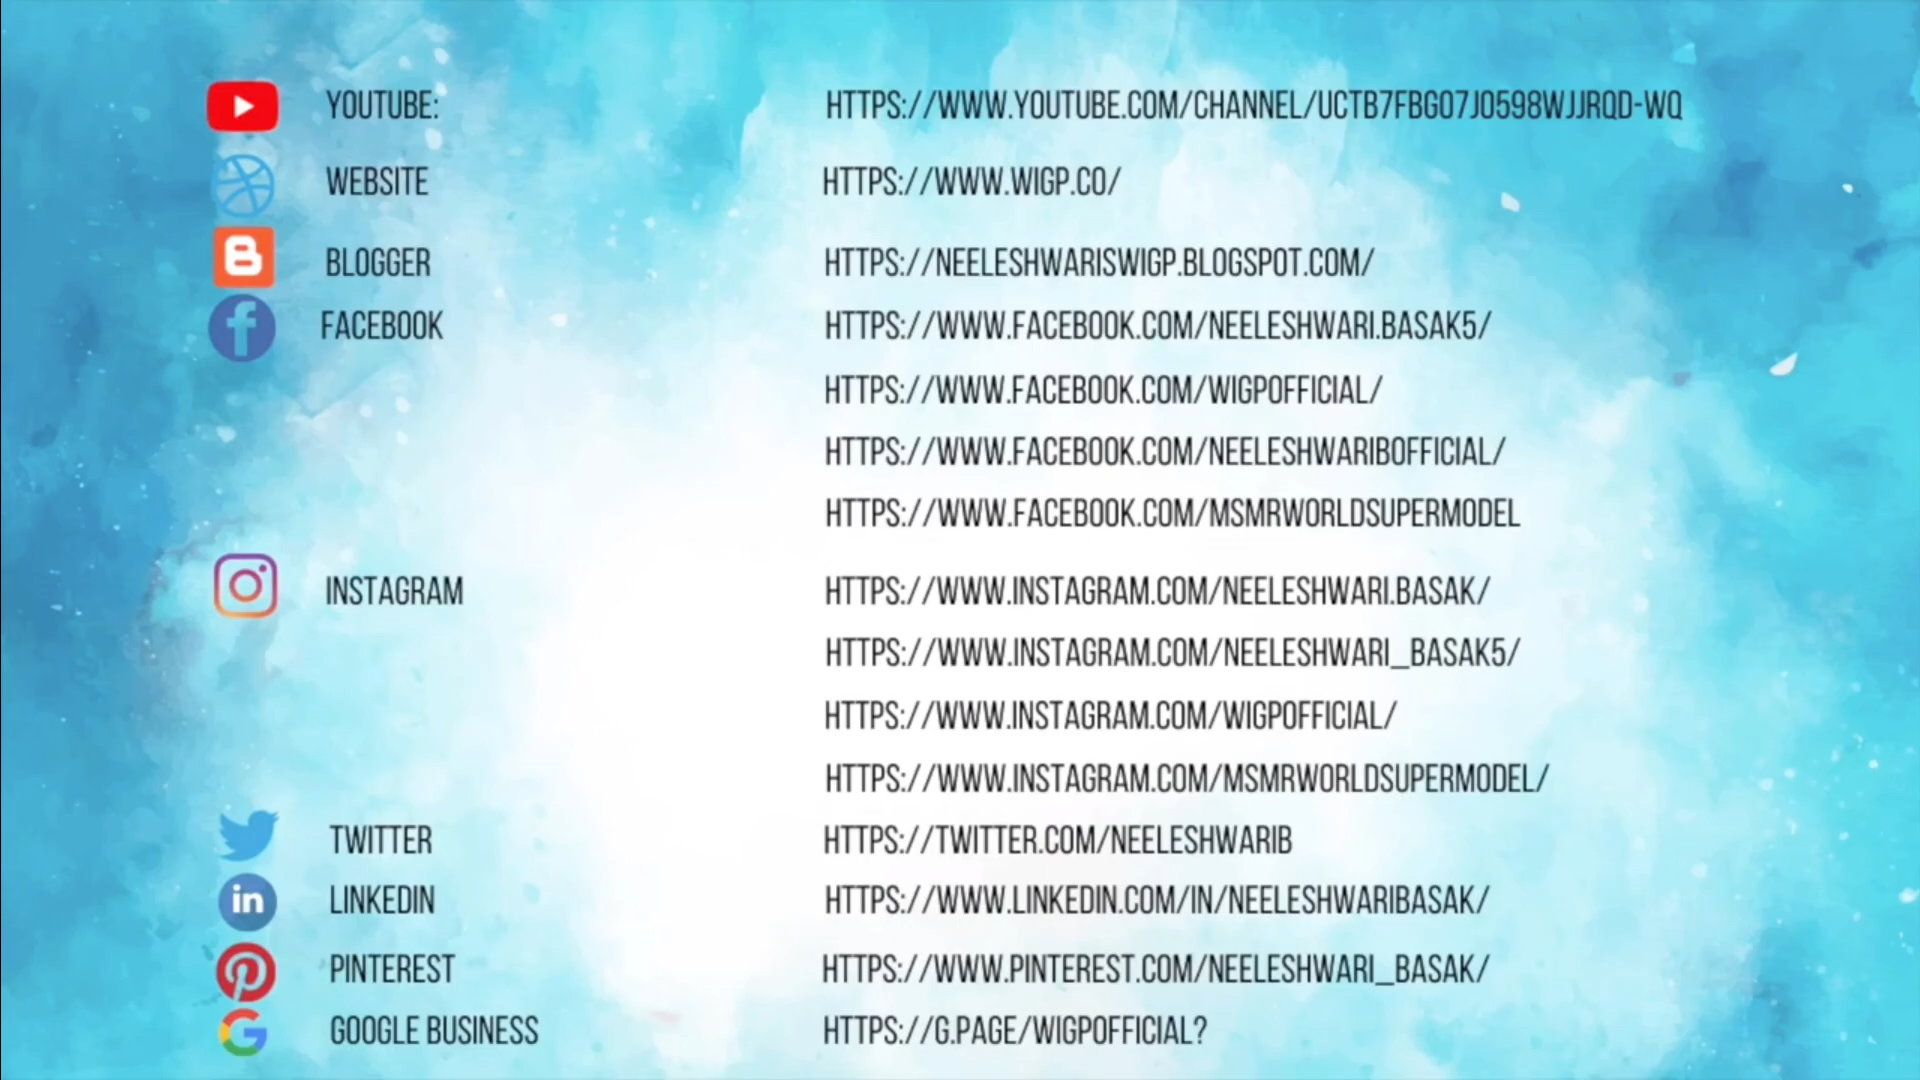 YOUTUBE: HTTPS://WWW.YOUTUBE.COM/CHANNEL/UCTB7FBGO7JO598WJJRQD-WQ
WEBSITE HTTPS://WWW.WIGP.CO/
BLOGGER HTTPS://NEELESHWARISWIGP.BLOGSPOT.COM/
FACEBOOK HTTPS://WWW.FACEBOOK.COM/NEELESHWARI.BASAK5/
HTTPS://WWW.FACEBOOK.COM/WIGPOFFICIAL/
HTTPS://WWW.FACEBOOK.COM/NEELESHWARIBOFFICIAL/
HTTPS://WWW.FACEBOOK.COM/MSMRWORLDSUPERMODEL
INSTAGRAM HTTPS://WWW.INSTAGRAM.COM/NEELESHWARI.BASAK/
HTTPS://WWW.INSTAGRAM.COM/NEELESHWARI_BASAK5/
HTTPS://WWW.INSTAGRAM.COM/WIGPOFFICIAL/
HTTPS://WWW.INSTAGRAM.COM/MSMRWORLDSUPERMODEL/
TWITTER HTTPS://TWITTER.COM/NEELESHWARIB
LINKEDIN HTTPS://WWW.LINKEDIN.COM/IN/NEELESHWARIBASAK/
PINTEREST HTTPS://WWW.PINTEREST.COM/NEELESHWARI_BASAK/
GOOGLE BUSINESS HTTPS://G.PAGE/WIGPOFFICIAL?